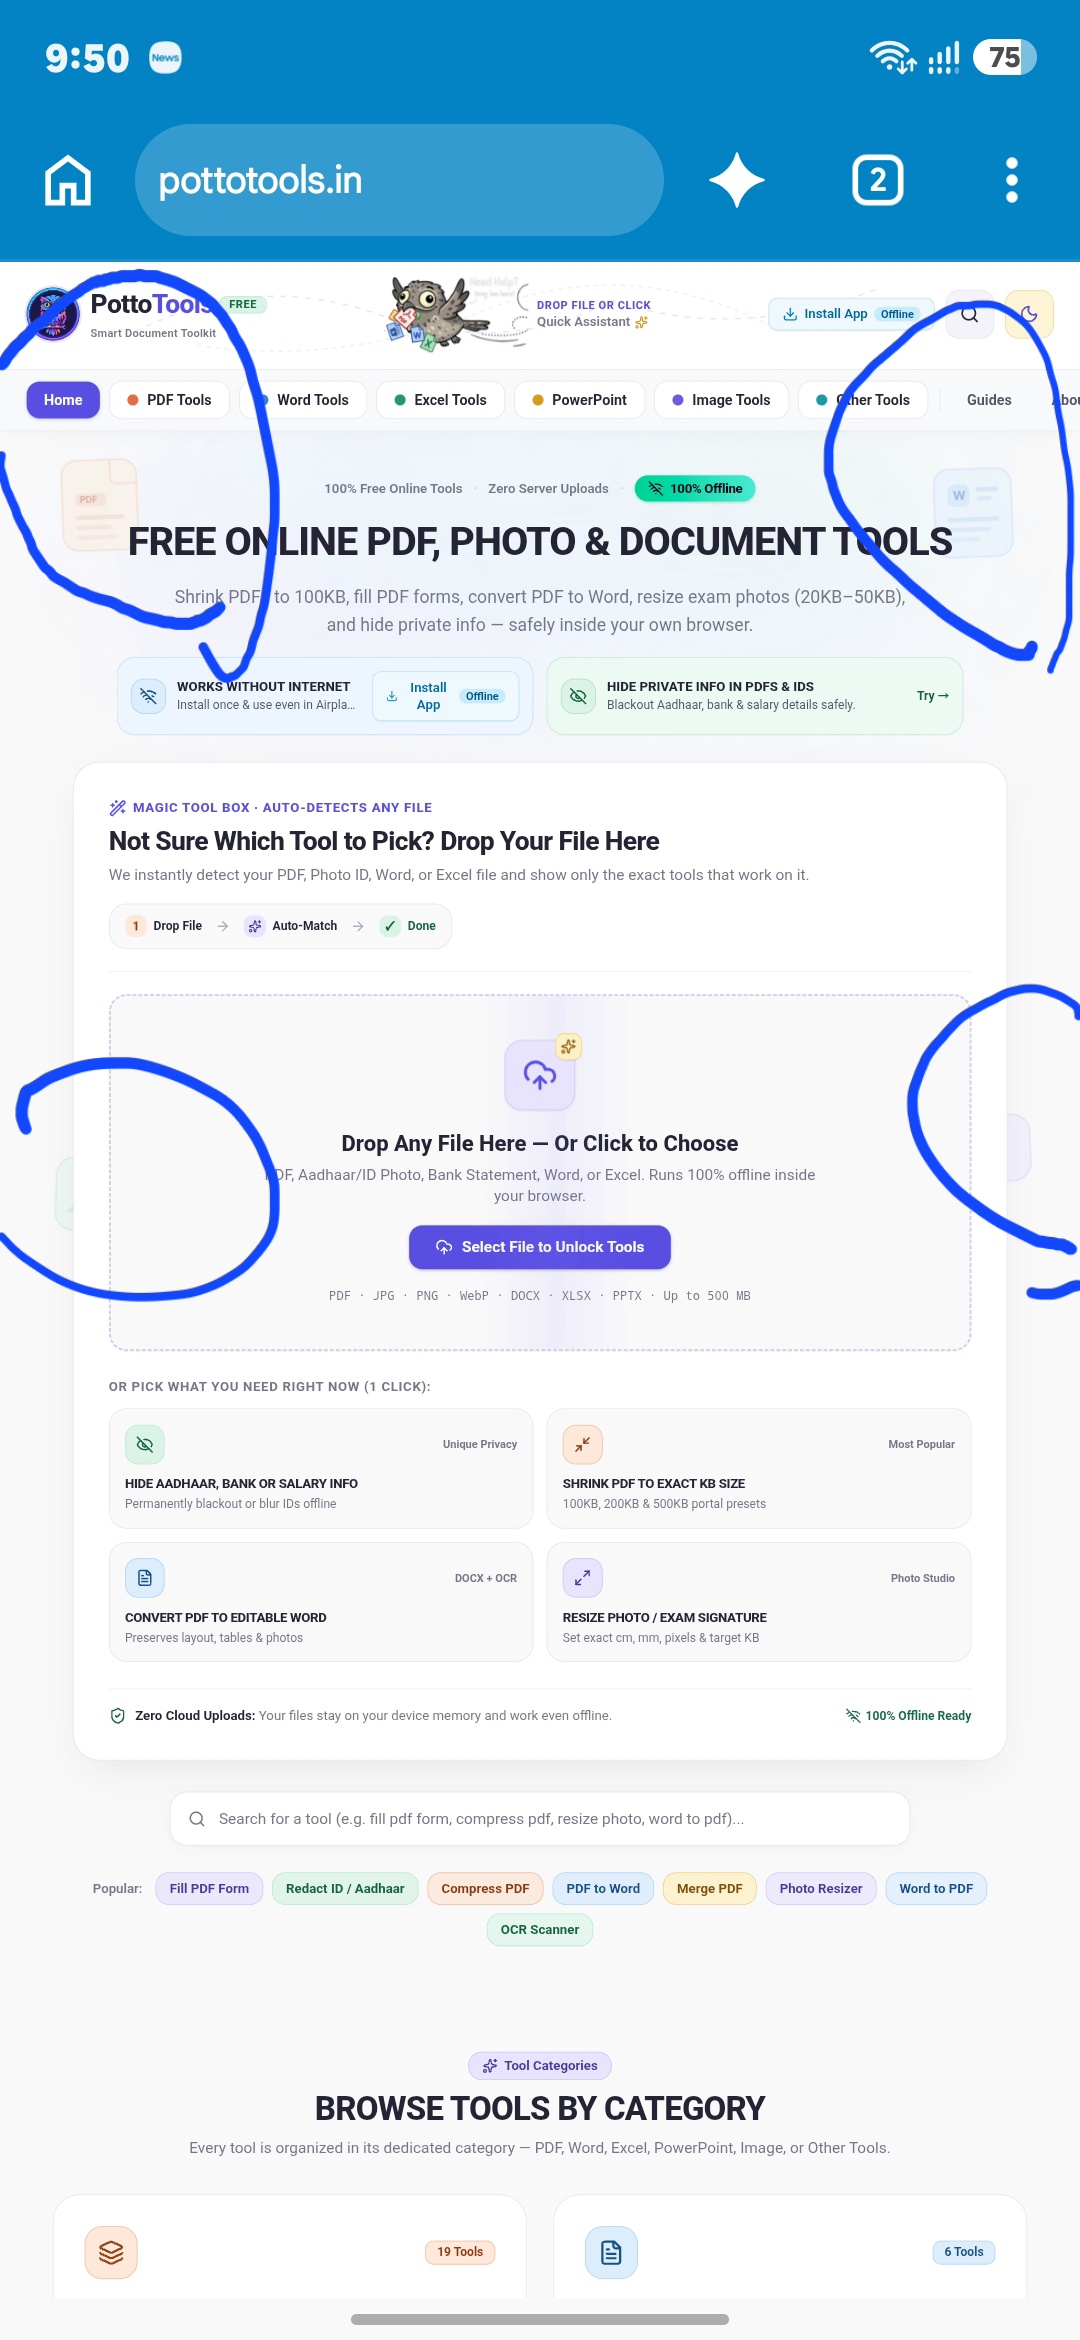 9:50
News
75
pottotools.in
2
PottoTools FREE
Smart Document Toolkit
Need Help?
DROP FILE OR CLICK
Quick Assistant
Install App Offline
Home PDF Tools Word Tools Excel Tools PowerPoint Image Tools Other Tools Guides Abou
100% Free Online Tools · Zero Server Uploads · 100% Offline
PDF
W
FREE ONLINE PDF, PHOTO & DOCUMENT TOOLS
Shrink PDFs to 100KB, fill PDF forms, convert PDF to Word, resize exam photos (20KB–50KB),
and hide private info — safely inside your own browser.
WORKS WITHOUT INTERNET
Install once & use even in Airpla…
Install App Offline
HIDE PRIVATE INFO IN PDFS & IDS
Blackout Aadhaar, bank & salary details safely.
Try →
MAGIC TOOL BOX · AUTO-DETECTS ANY FILE
Not Sure Which Tool to Pick? Drop Your File Here
We instantly detect your PDF, Photo ID, Word, or Excel file and show only the exact tools that work on it.
1 Drop File → Auto-Match → ✓ Done
Drop Any File Here — Or Click to Choose
PDF, Aadhaar/ID Photo, Bank Statement, Word, or Excel. Runs 100% offline inside
your browser.
Select File to Unlock Tools
PDF · JPG · PNG · WebP · DOCX · XLSX · PPTX · Up to 500 MB
OR PICK WHAT YOU NEED RIGHT NOW (1 CLICK):
Unique Privacy
HIDE AADHAAR, BANK OR SALARY INFO
Permanently blackout or blur IDs offline
Most Popular
SHRINK PDF TO EXACT KB SIZE
100KB, 200KB & 500KB portal presets
DOCX + OCR
CONVERT PDF TO EDITABLE WORD
Preserves layout, tables & photos
Photo Studio
RESIZE PHOTO / EXAM SIGNATURE
Set exact cm, mm, pixels & target KB
Zero Cloud Uploads: Your files stay on your device memory and work even offline.
100% Offline Ready
Search for a tool (e.g. fill pdf form, compress pdf, resize photo, word to pdf)...
Popular: Fill PDF Form Redact ID / Aadhaar Compress PDF PDF to Word Merge PDF Photo Resizer Word to PDF
OCR Scanner
Tool Categories
BROWSE TOOLS BY CATEGORY
Every tool is organized in its dedicated category — PDF, Word, Excel, PowerPoint, Image, or Other Tools.
19 Tools
6 Tools